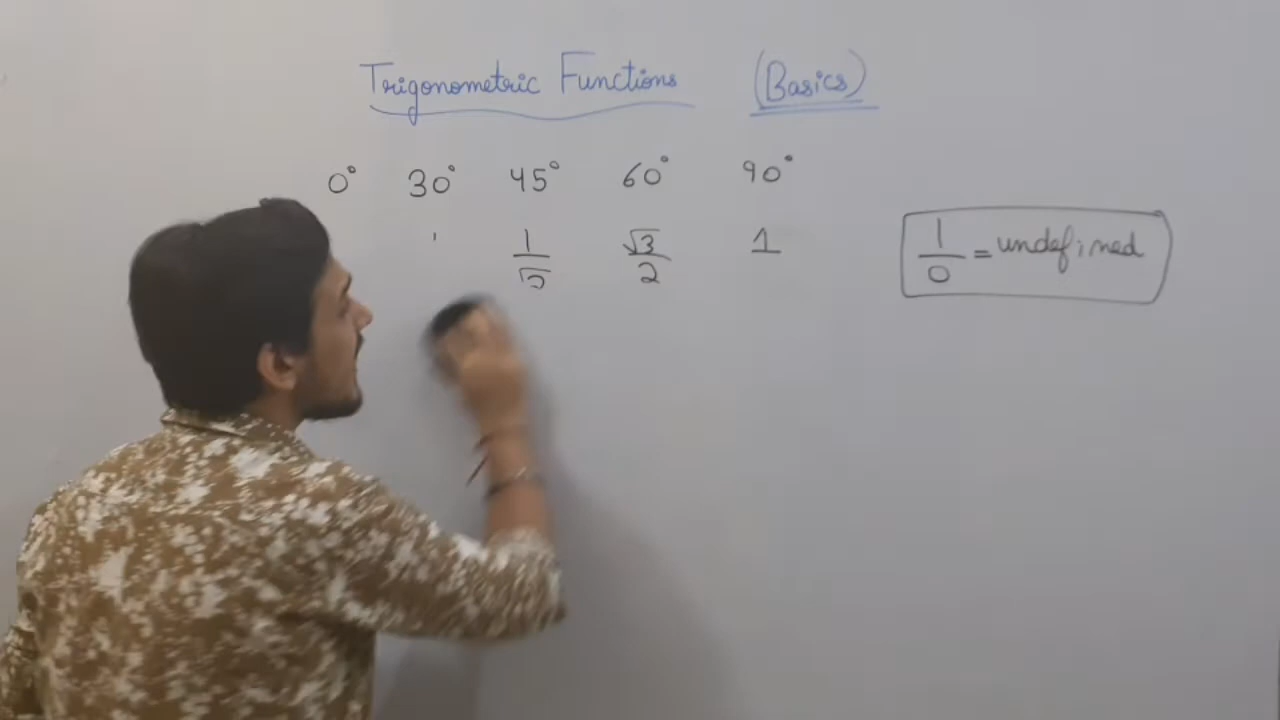 Trigonometric Functions (Basics)
0° 30° 45° 60° 90°
1/√2 √3/2 1
1/0 = undefined